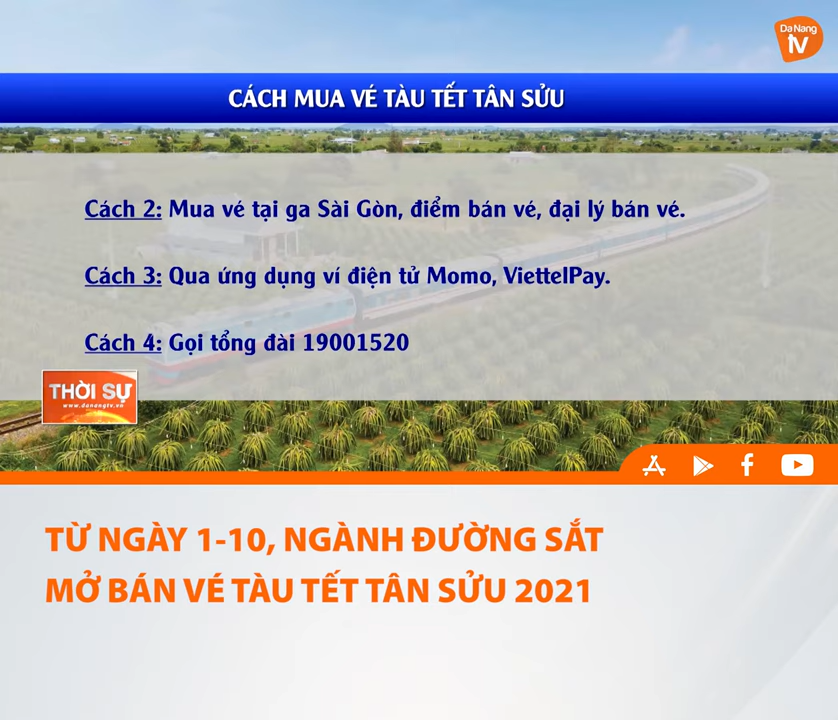 Da Nang
tv
CÁCH MUA VÉ TÀU TẾT TÂN SỬU
Cách 2: Mua vé tại ga Sài Gòn, điểm bán vé, đại lý bán vé.
Cách 3: Qua ứng dụng ví điện tử Momo, ViettelPay.
Cách 4: Gọi tổng đài 19001520
THỜI SỰ
www.danangtv.vn
TỪ NGÀY 1-10, NGÀNH ĐƯỜNG SẮT
MỞ BÁN VÉ TÀU TẾT TÂN SỬU 2021